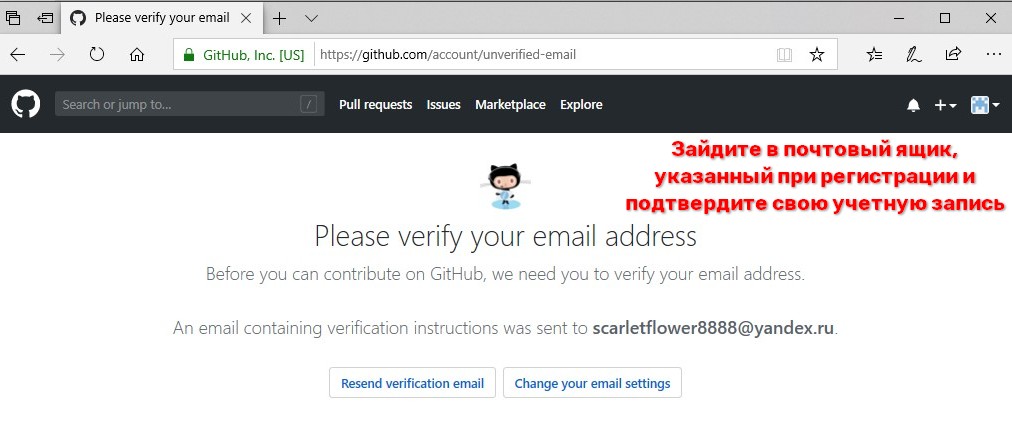 Please verify your email
GitHub, Inc. [US] https://github.com/account/unverified-email
Search or jump to... / Pull requests Issues Marketplace Explore
Зайдите в почтовый ящик,
указанный при регистрации и
подтвердите свою учетную запись
Please verify your email address
Before you can contribute on GitHub, we need you to verify your email address.
An email containing verification instructions was sent to scarletflower8888@yandex.ru.
Resend verification email Change your email settings